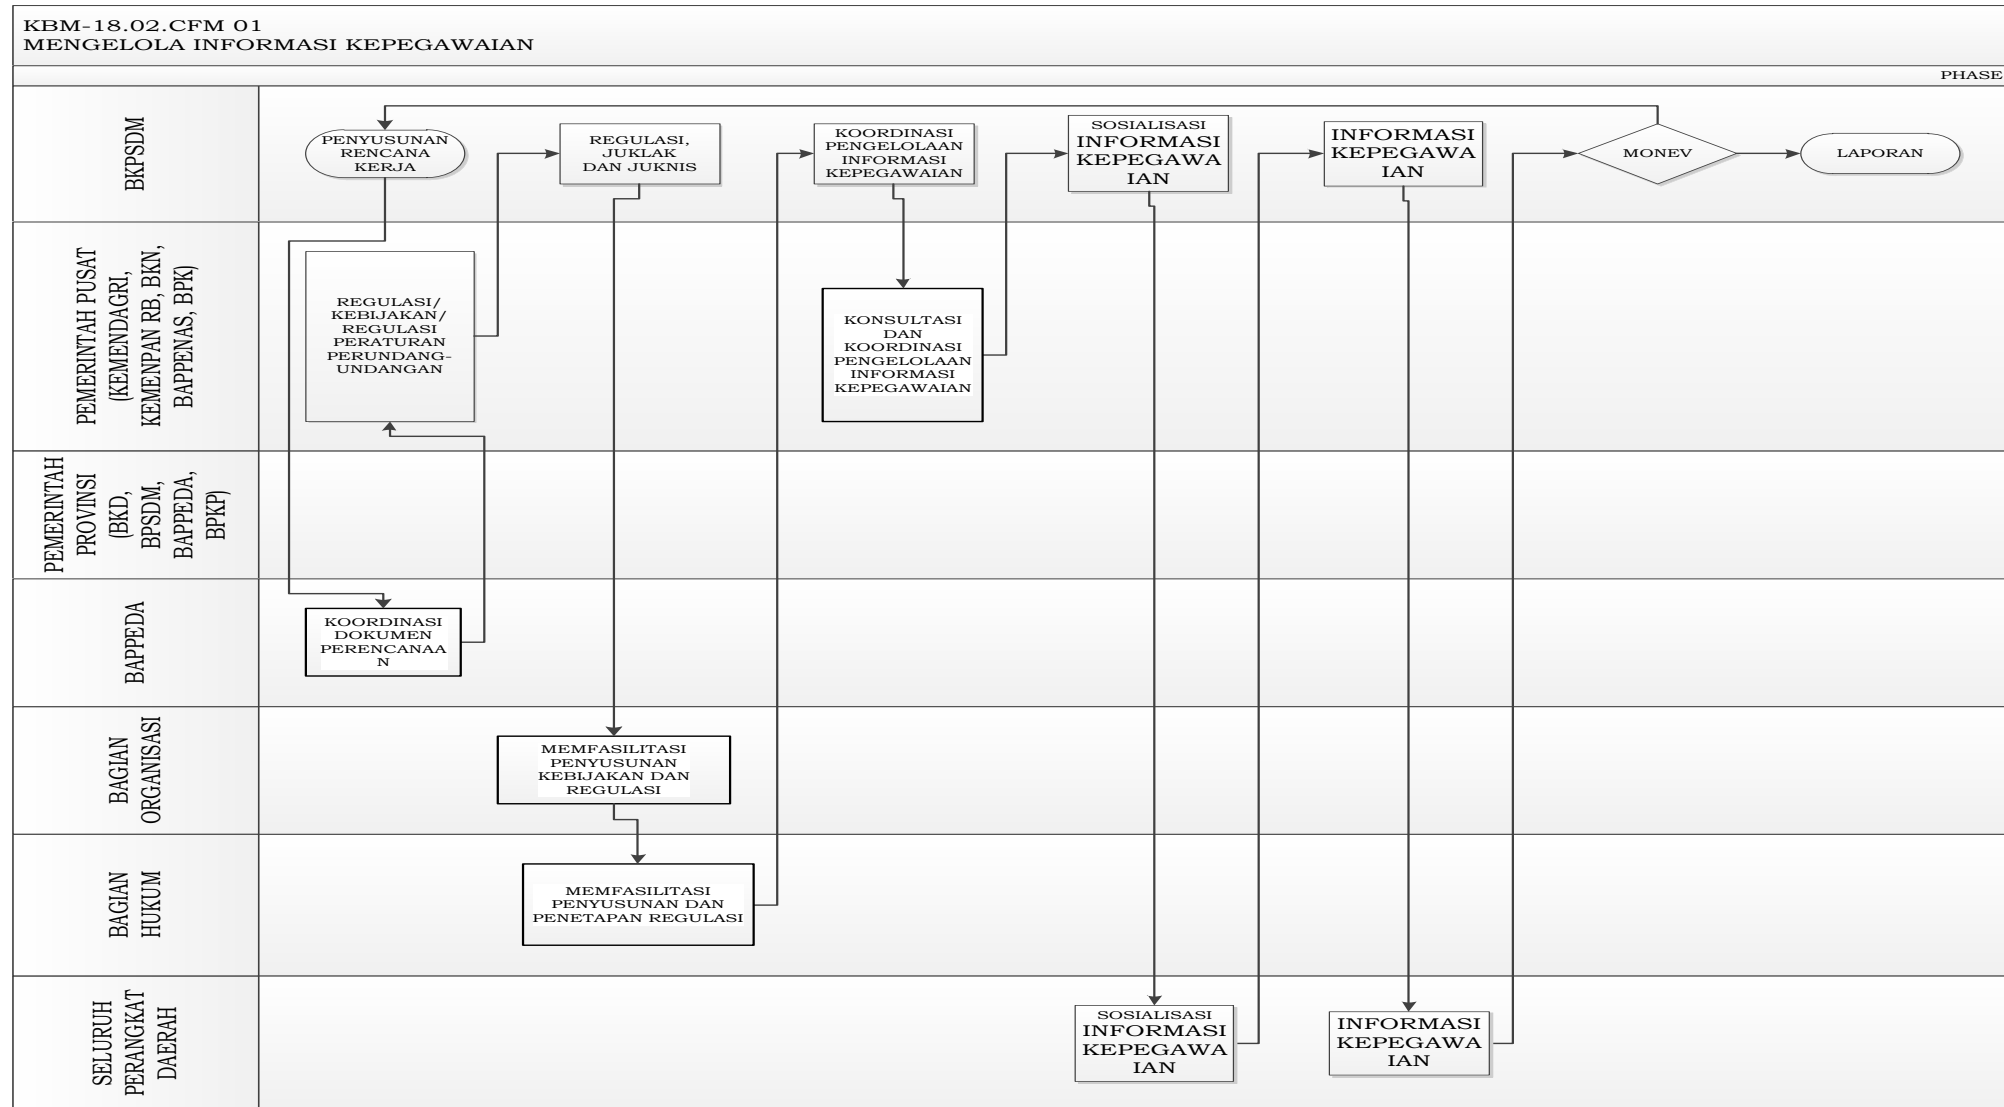 KBM-18.02.CFM 01
MENGELOLA INFORMASI KEPEGAWAIAN
PHASE
BKPSDM
PENYUSUNAN
RENCANA
KERJA
REGULASI,
JUKLAK
DAN JUKNIS
KOORDINASI
PENGELOLAAN
INFORMASI
KEPEGAWAIAN
SOSIALISASI
INFORMASI
KEPEGAWA
IAN
INFORMASI
KEPEGAWA
IAN
MONEV
LAPORAN
PEMERINTAH PUSAT
(KEMENDAGRI,
KEMENPAN RB, BKN,
BAPPENAS, BPK)
REGULASI/
KEBIJAKAN/
REGULASI
PERATURAN
PERUNDANG-
UNDANGAN
KONSULTASI
DAN
KOORDINASI
PENGELOLAAN
INFORMASI
KEPEGAWAIAN
PEMERINTAH
PROVINSI
(BKD,
BPSDM,
BAPPEDA,
BPKP)
BAPPEDA
KOORDINASI
DOKUMEN
PERENCANAA
N
BAGIAN
ORGANISASI
MEMFASILITASI
PENYUSUNAN
KEBIJAKAN DAN
REGULASI
BAGIAN
HUKUM
MEMFASILITASI
PENYUSUNAN DAN
PENETAPAN REGULASI
SELURUH
PERANGKAT
DAERAH
SOSIALISASI
INFORMASI
KEPEGAWA
IAN
INFORMASI
KEPEGAWA
IAN